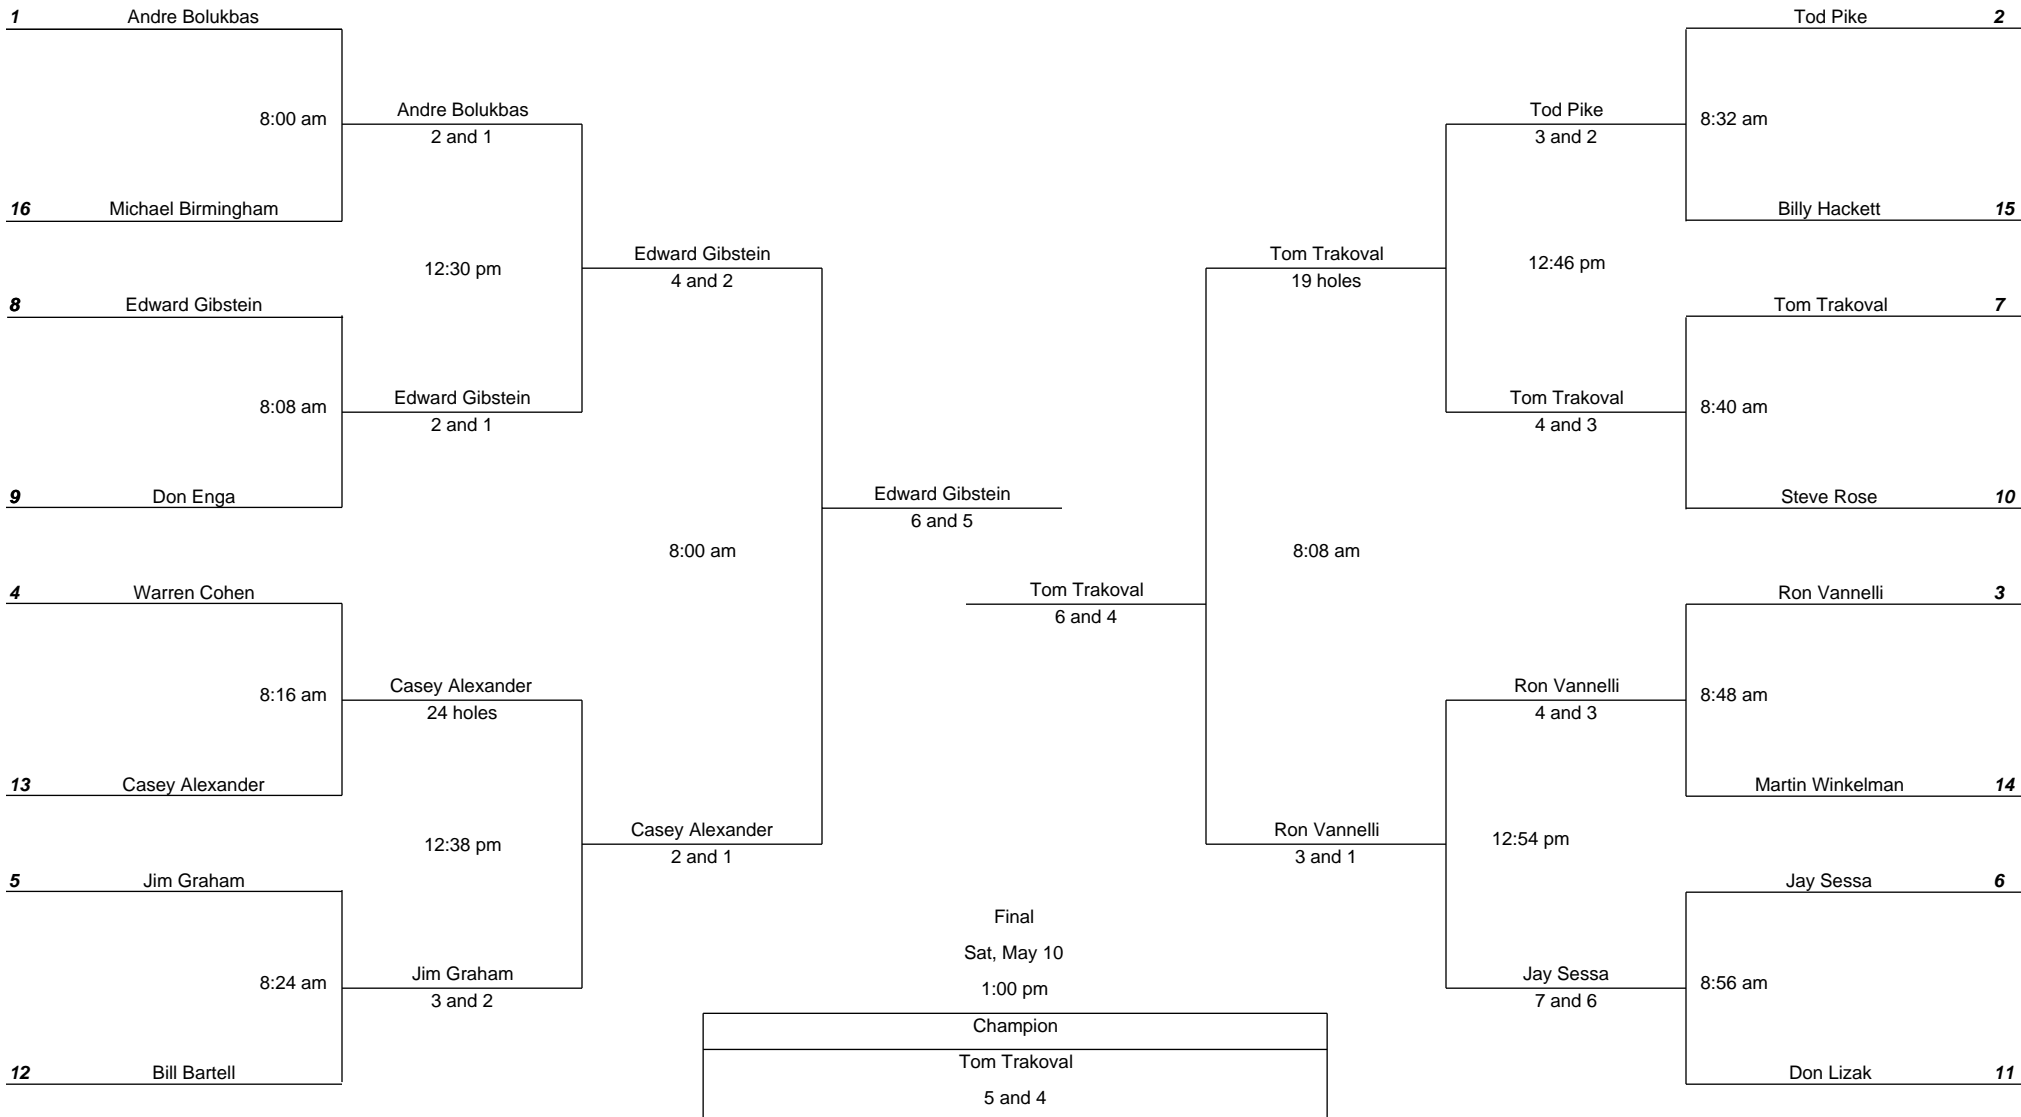 1 Andre Bolukbas
8:00 am
16 Michael Birmingham
Andre Bolukbas
2 and 1
12:30 pm
8 Edward Gibstein
8:08 am
9 Don Enga
Edward Gibstein
2 and 1
Edward Gibstein
4 and 2
4 Warren Cohen
8:16 am
13 Casey Alexander
Casey Alexander
24 holes
12:38 pm
5 Jim Graham
8:24 am
12 Bill Bartell
Jim Graham
3 and 2
Casey Alexander
2 and 1
8:00 am
Edward Gibstein
6 and 5
Tod Pike 2
8:32 am
Billy Hackett 15
Tod Pike
3 and 2
12:46 pm
Tom Trakoval 7
8:40 am
Steve Rose 10
Tom Trakoval
4 and 3
Tom Trakoval
19 holes
Ron Vannelli 3
8:48 am
Martin Winkelman 14
Ron Vannelli
4 and 3
12:54 pm
Jay Sessa 6
8:56 am
Don Lizak 11
Jay Sessa
7 and 6
Ron Vannelli
3 and 1
8:08 am
Tom Trakoval
6 and 4
Final
Sat, May 10
1:00 pm
Champion
Tom Trakoval
5 and 4